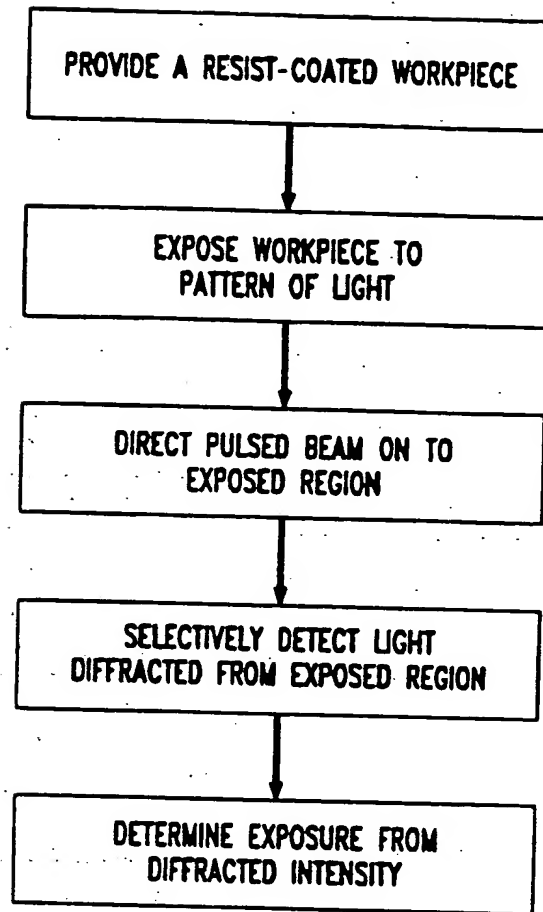 PROVIDE A RESIST-COATED WORKPIECE
EXPOSE WORKPIECE TO
PATTERN OF LIGHT
DIRECT PULSED BEAM ON TO
EXPOSED REGION
SELECTIVELY DETECT LIGHT
DIFFRACTED FROM EXPOSED REGION
DETERMINE EXPOSURE FROM
DIFFRACTED INTENSITY